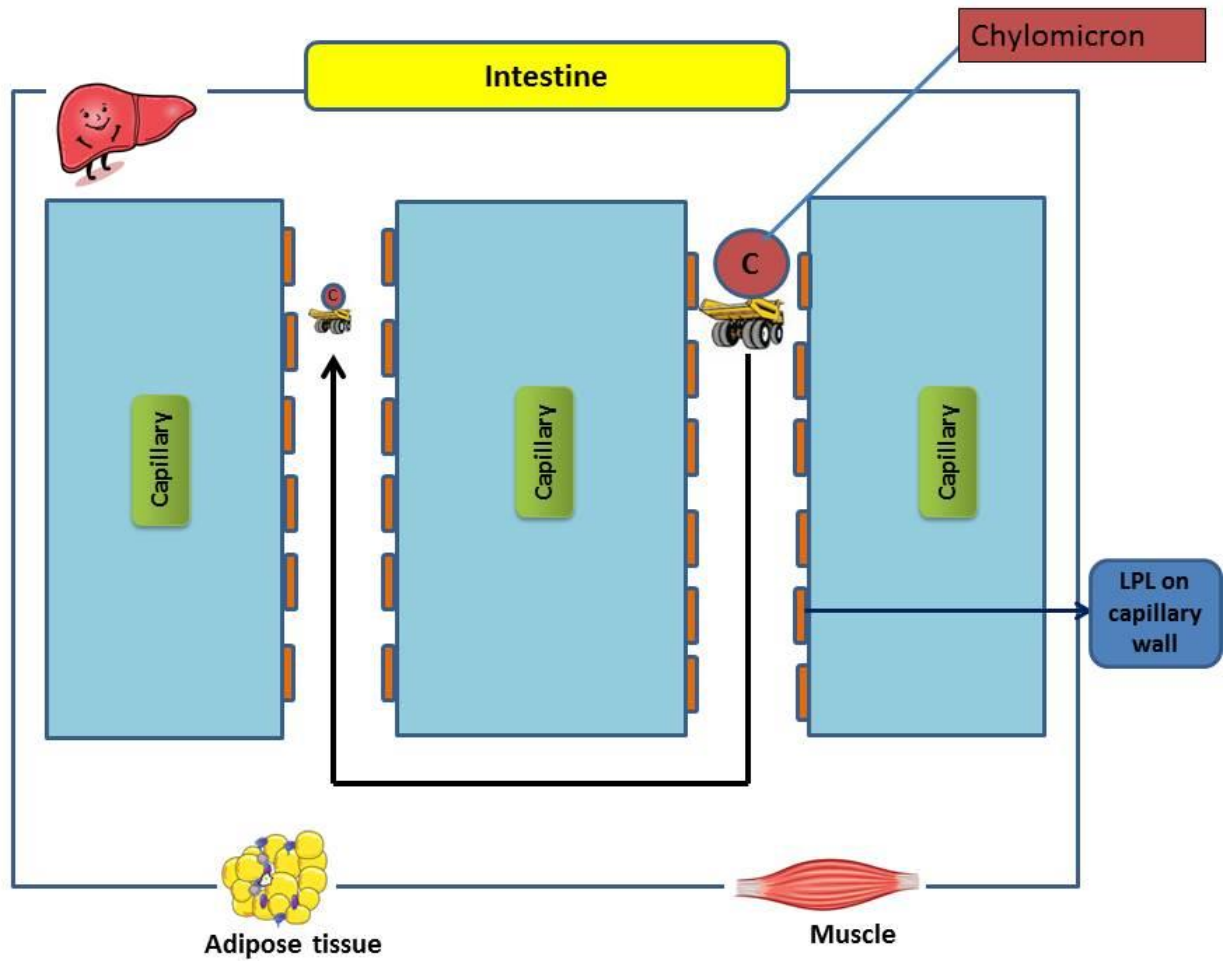 Chylomicron
Intestine
C
C
Capillary
Capillary
Capillary
LPL on
capillary
wall
Adipose tissue
Muscle